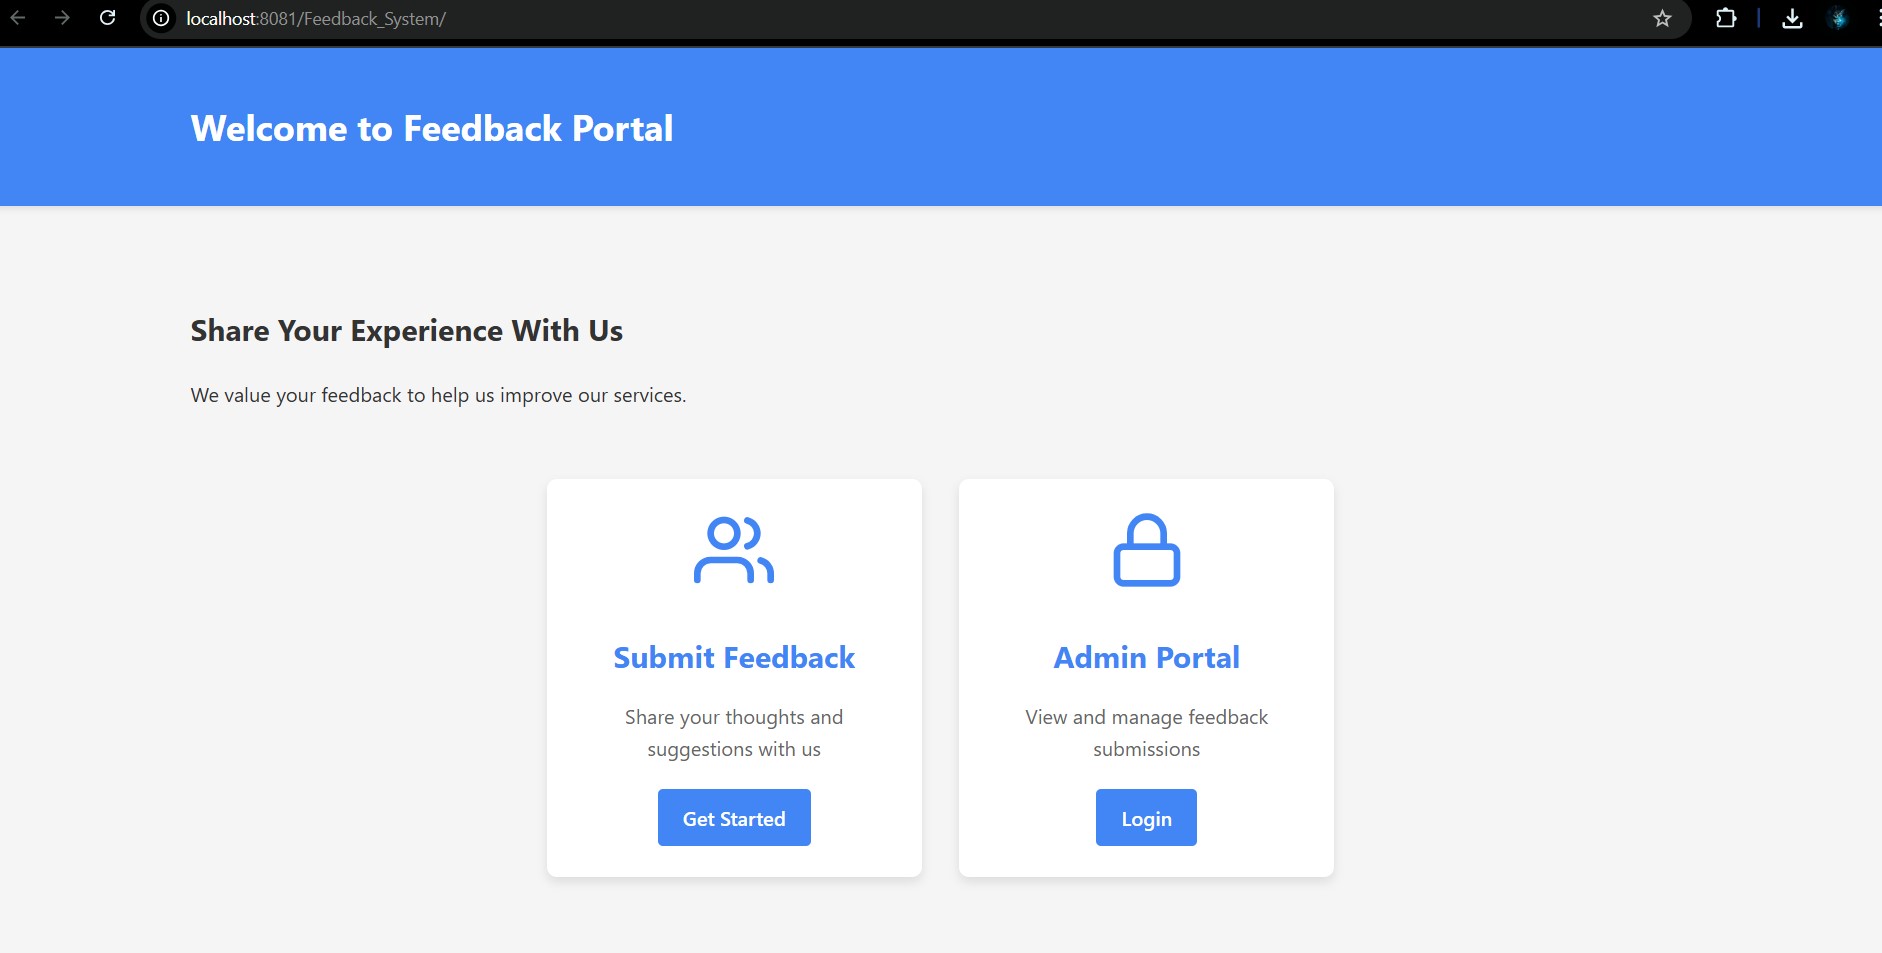 localhost:8081/Feedback_System/
Welcome to Feedback Portal
Share Your Experience With Us
We value your feedback to help us improve our services.
Submit Feedback
Share your thoughts and
suggestions with us
Get Started
Admin Portal
View and manage feedback
submissions
Login